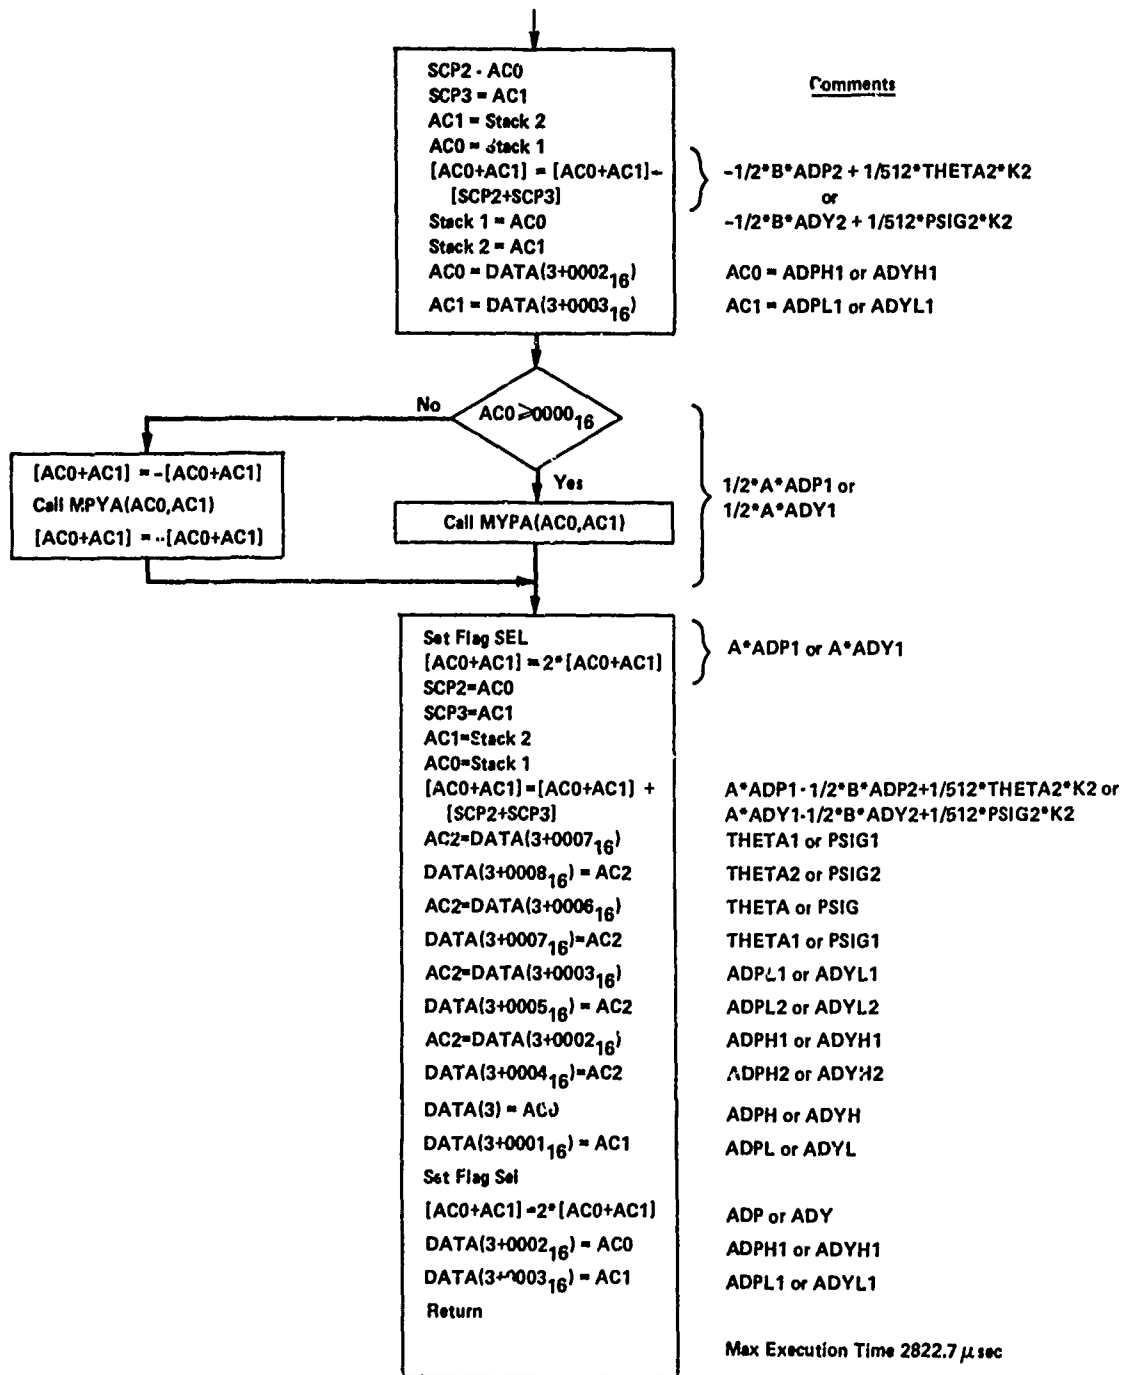 Comments
SCP2 - AC0
SCP3 = AC1
AC1 = Stack 2
AC0 = Stack 1
[AC0+AC1] = [AC0+AC1]-
[SCP2+SCP3]
-1/2*B*ADP2 + 1/512*THETA2*K2
or
-1/2*B*ADY2 + 1/512*PSIG2*K2
Stack 1 = AC0
Stack 2 = AC1
AC0 = DATA(3+0002₁₆) AC0 = ADPH1 or ADYH1
AC1 = DATA(3+0003₁₆) AC1 = ADPL1 or ADYL1
AC0 ⩾ 0000₁₆
No
Yes
[AC0+AC1] = -[AC0+AC1]
Call MPYA(AC0,AC1)
[AC0+AC1] = -[AC0+AC1]
Call MYPA(AC0,AC1)
1/2*A*ADP1 or
1/2*A*ADY1
Set Flag SEL
[AC0+AC1] = 2*[AC0+AC1]
A*ADP1 or A*ADY1
SCP2=AC0
SCP3=AC1
AC1=Stack 2
AC0=Stack 1
[AC0+AC1]=[AC0+AC1] + A*ADP1-1/2*B*ADP2+1/512*THETA2*K2 or
[SCP2+SCP3] A*ADY1-1/2*B*ADY2+1/512*PSIG2*K2
AC2=DATA(3+0007₁₆) THETA1 or PSIG1
DATA(3+0008₁₆) = AC2 THETA2 or PSIG2
AC2=DATA(3+0006₁₆) THETA or PSIG
DATA(3+0007₁₆)=AC2 THETA1 or PSIG1
AC2=DATA(3+0003₁₆) ADPL1 or ADYL1
DATA(3+0005₁₆) = AC2 ADPL2 or ADYL2
AC2=DATA(3+0002₁₆) ADPH1 or ADYH1
DATA(3+0004₁₆)=AC2 ADPH2 or ADYH2
DATA(3) = AC0 ADPH or ADYH
DATA(3+0001₁₆) = AC1 ADPL or ADYL
Set Flag Sel
[AC0+AC1]=2*[AC0+AC1] ADP or ADY
DATA(3+0002₁₆) = AC0 ADPH1 or ADYH1
DATA(3+0003₁₆) = AC1 ADPL1 or ADYL1
Return
Max Execution Time 2822.7 μ sec